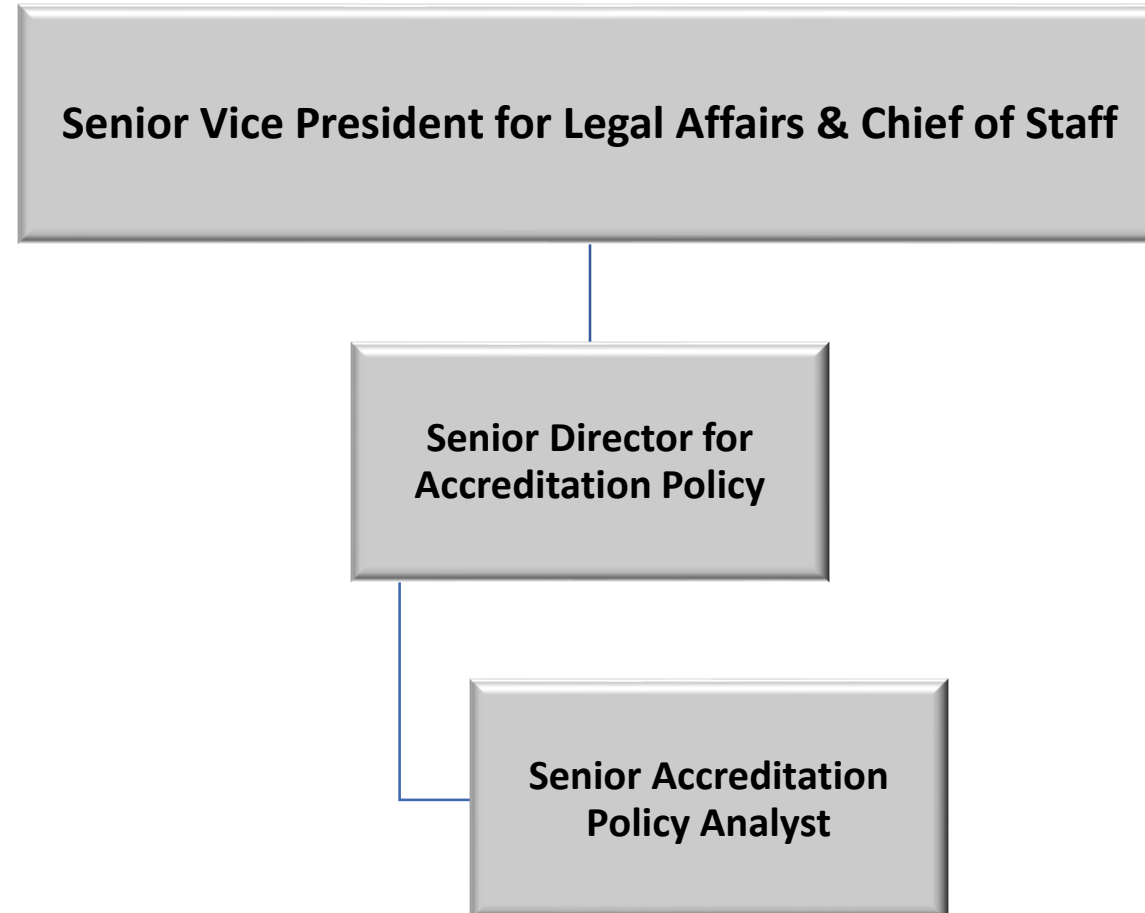 Senior Vice President for Legal Affairs & Chief of Staff
Senior Director for
Accreditation Policy
Senior Accreditation
Policy Analyst